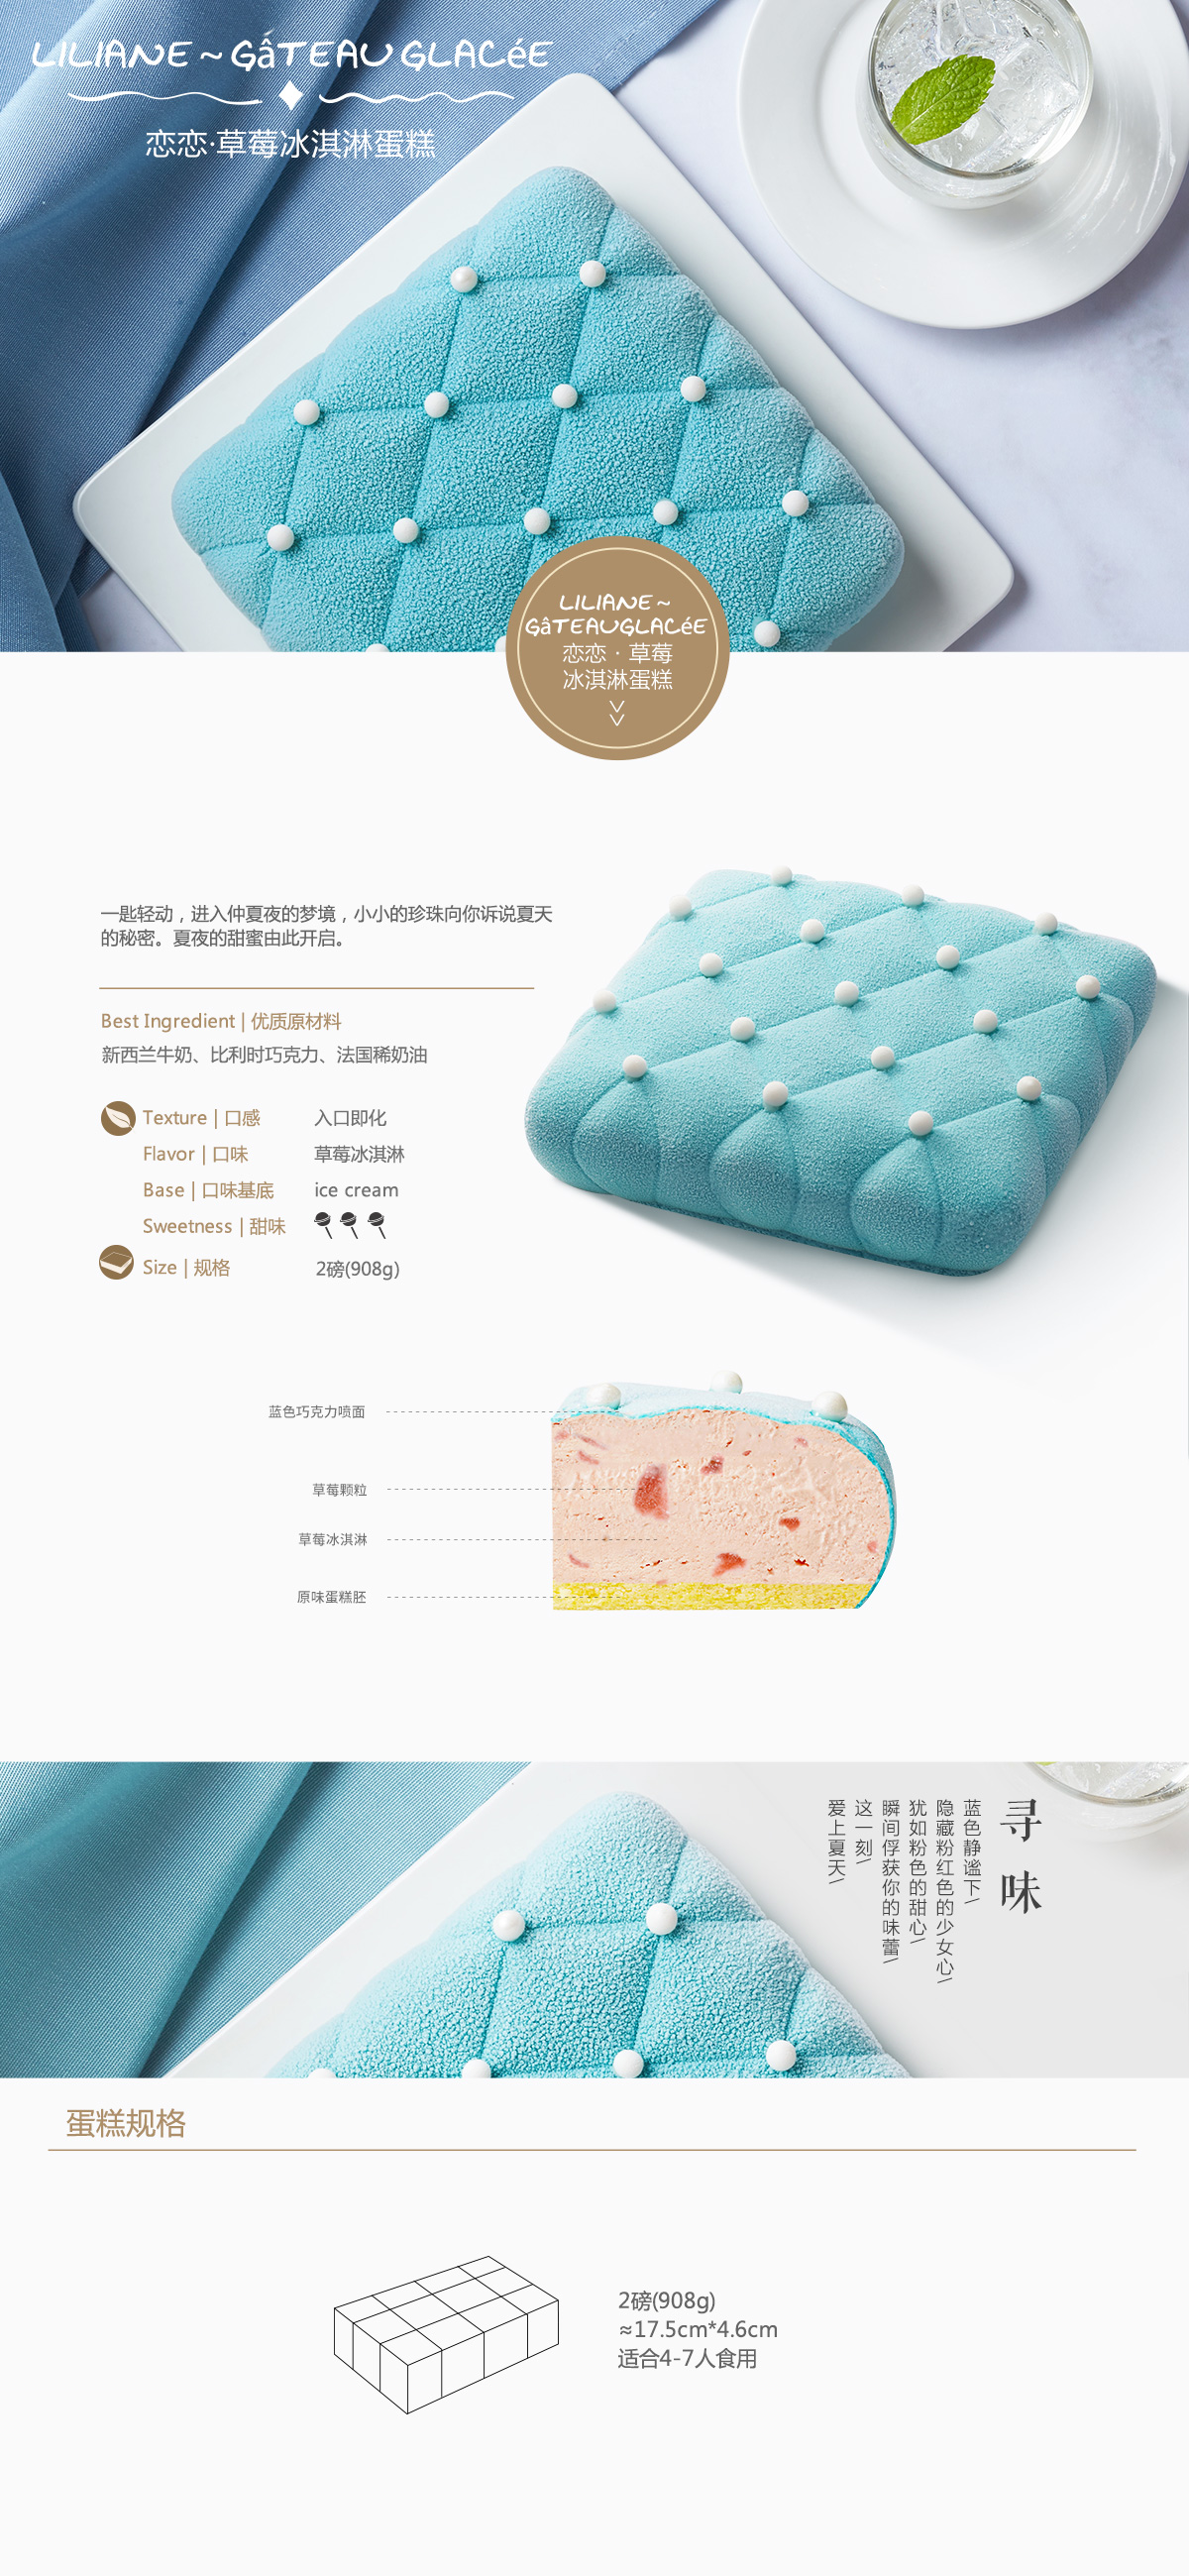 LILIANE ~ GâTEAU GLACéE
恋恋·草莓冰淇淋蛋糕
LILIANE ~
GâTEAUGLACéE
恋恋 · 草莓
冰淇淋蛋糕
一匙轻动，进入仲夏夜的梦境，小小的珍珠向你诉说夏天
的秘密。夏夜的甜蜜由此开启。
Best Ingredient | 优质原材料
新西兰牛奶、比利时巧克力、法国稀奶油
Texture | 口感 入口即化
Flavor | 口味 草莓冰淇淋
Base | 口味基底 ice cream
Sweetness | 甜味
Size | 规格 2磅(908g)
蓝色巧克力喷面
草莓颗粒
草莓冰淇淋
原味蛋糕胚
寻味
蓝色静谧下/
隐藏粉红色的少女心/
犹如粉色的甜心/
瞬间俘获你的味蕾/
这一刻/
爱上夏天/
蛋糕规格
2磅(908g)
≈17.5cm*4.6cm
适合4-7人食用